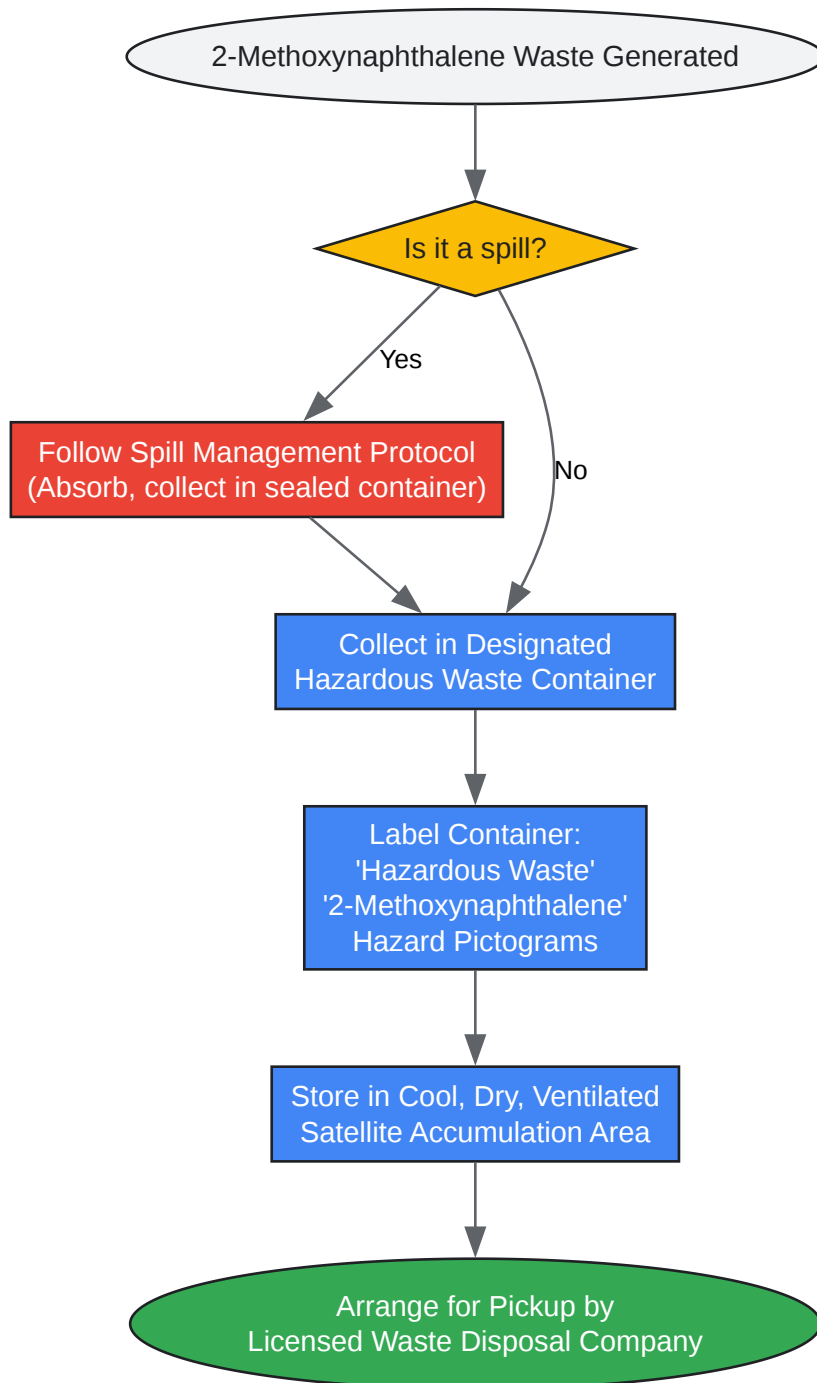 2-Methoxynaphthalene Waste Generated
Is it a spill?
Yes
Follow Spill Management Protocol
(Absorb, collect in sealed container)
No
Collect in Designated
Hazardous Waste Container
Label Container:
'Hazardous Waste'
'2-Methoxynaphthalene'
Hazard Pictograms
Store in Cool, Dry, Ventilated
Satellite Accumulation Area
Arrange for Pickup by
Licensed Waste Disposal Company